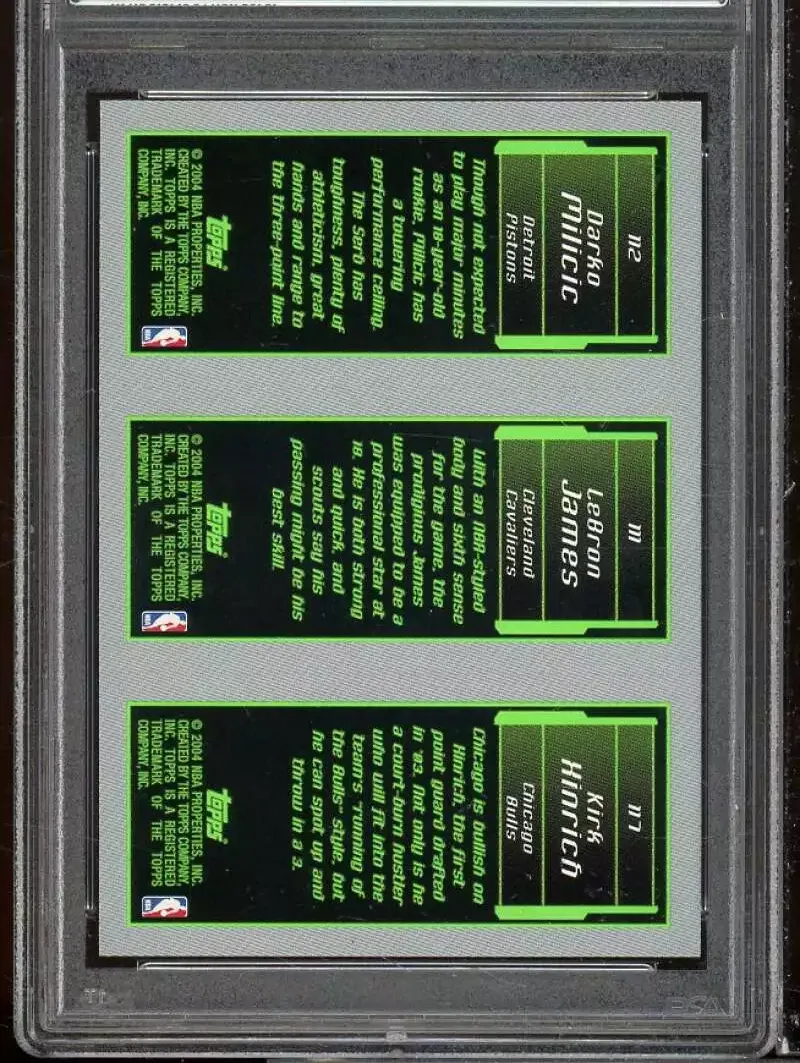 112
Darko
Milicic
Detroit
Pistons
Though not expected
to play major minutes
as an 18-year-old
rookie, Milicic has
a towering
performance ceiling.
The Serb has
toughness, plenty of
athleticism, great
hands and range to
the three-point line.
topps
© 2004 NBA PROPERTIES, INC.
CREATED BY THE TOPPS COMPANY,
INC. TOPPS IS A REGISTERED
TRADEMARK OF THE TOPPS
COMPANY, INC.
NBA
111
LeBron
James
Cleveland
Cavaliers
With an NBA-styled
body and sixth sense
for the game, the
prodigious James
was equipped to be a
professional star at
18. He is both strong
and quick, and
scouts say his
passing might be his
best skill.
topps
© 2004 NBA PROPERTIES, INC.
CREATED BY THE TOPPS COMPANY,
INC. TOPPS IS A REGISTERED
TRADEMARK OF THE TOPPS
COMPANY, INC.
NBA
117
Kirk
Hinrich
Chicago
Bulls
Chicago is bullish on
Hinrich, the first
point guard drafted
in '03. Not only is he
a court-born hustler
who will fit into the
team's "running of
the Bulls" style, but
he can spot up and
throw in a 3.
topps
© 2004 NBA PROPERTIES, INC.
CREATED BY THE TOPPS COMPANY,
INC. TOPPS IS A REGISTERED
TRADEMARK OF THE TOPPS
COMPANY, INC.
NBA
PSA